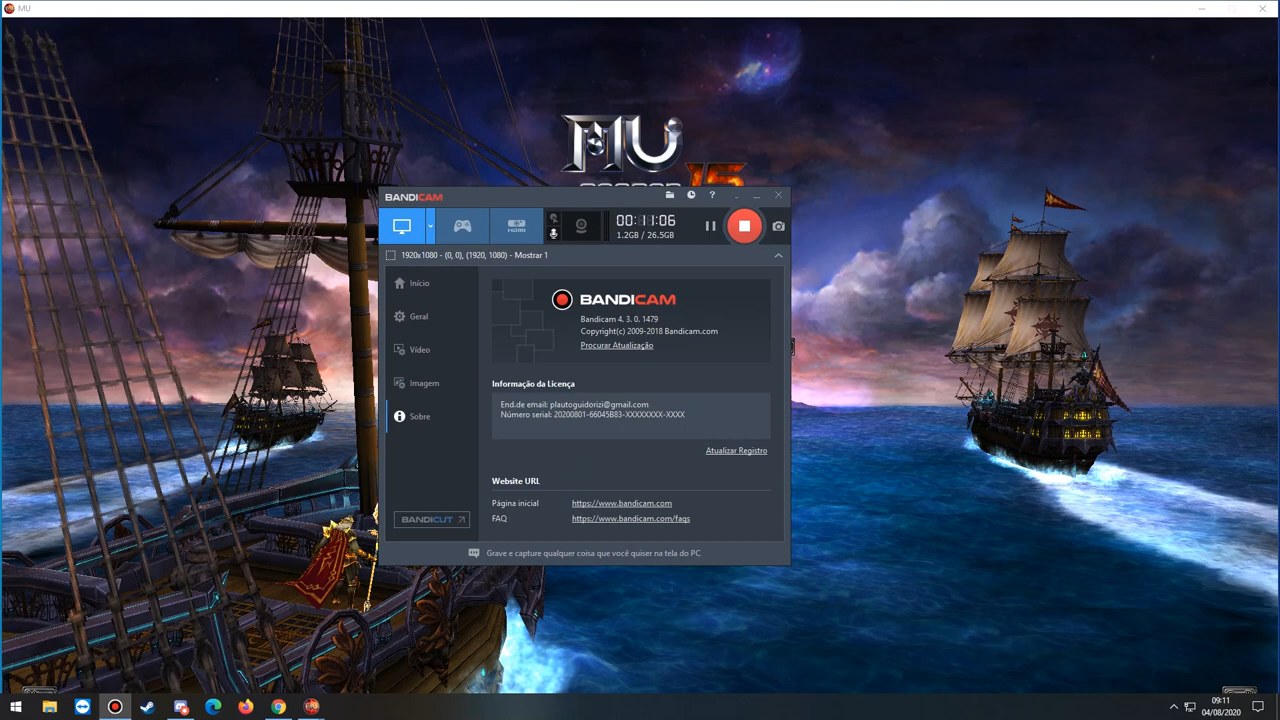 MU
MU
15
BANDICAM
?
HDMI
00:11:06
1.2GB / 26.5GB
1920x1080 - (0, 0), (1920, 1080) - Mostrar 1
Início
Geral
Vídeo
Imagem
Sobre
BANDICUT
BANDICAM
Bandicam 4. 3. 0. 1479
Copyright(c) 2009-2018 Bandicam.com
Procurar Atualização
Informação da Licença
End.de email: plautoguidorizi@gmail.com
Número serial: 20200801-66045B83-XXXXXXXX-XXXX
Atualizar Registro
Website URL
Página inicial https://www.bandicam.com
FAQ https://www.bandicam.com/faqs
Grave e capture qualquer coisa que você quiser na tela do PC
09:11
04/08/2020